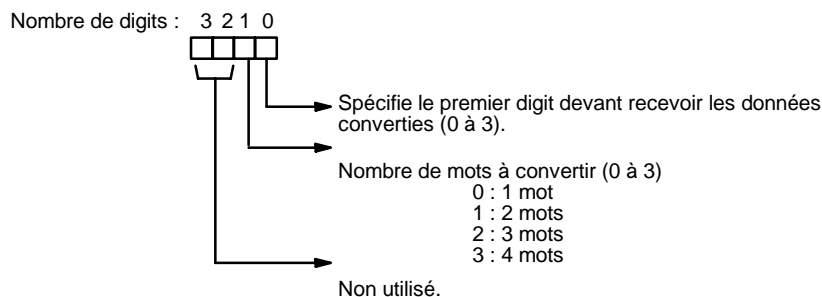 Nombre de digits : 3 2 1 0
Spécifie le premier digit devant recevoir les données
converties (0 à 3).
Nombre de mots à convertir (0 à 3)
0 : 1 mot
1 : 2 mots
2 : 3 mots
3 : 4 mots
Non utilisé.